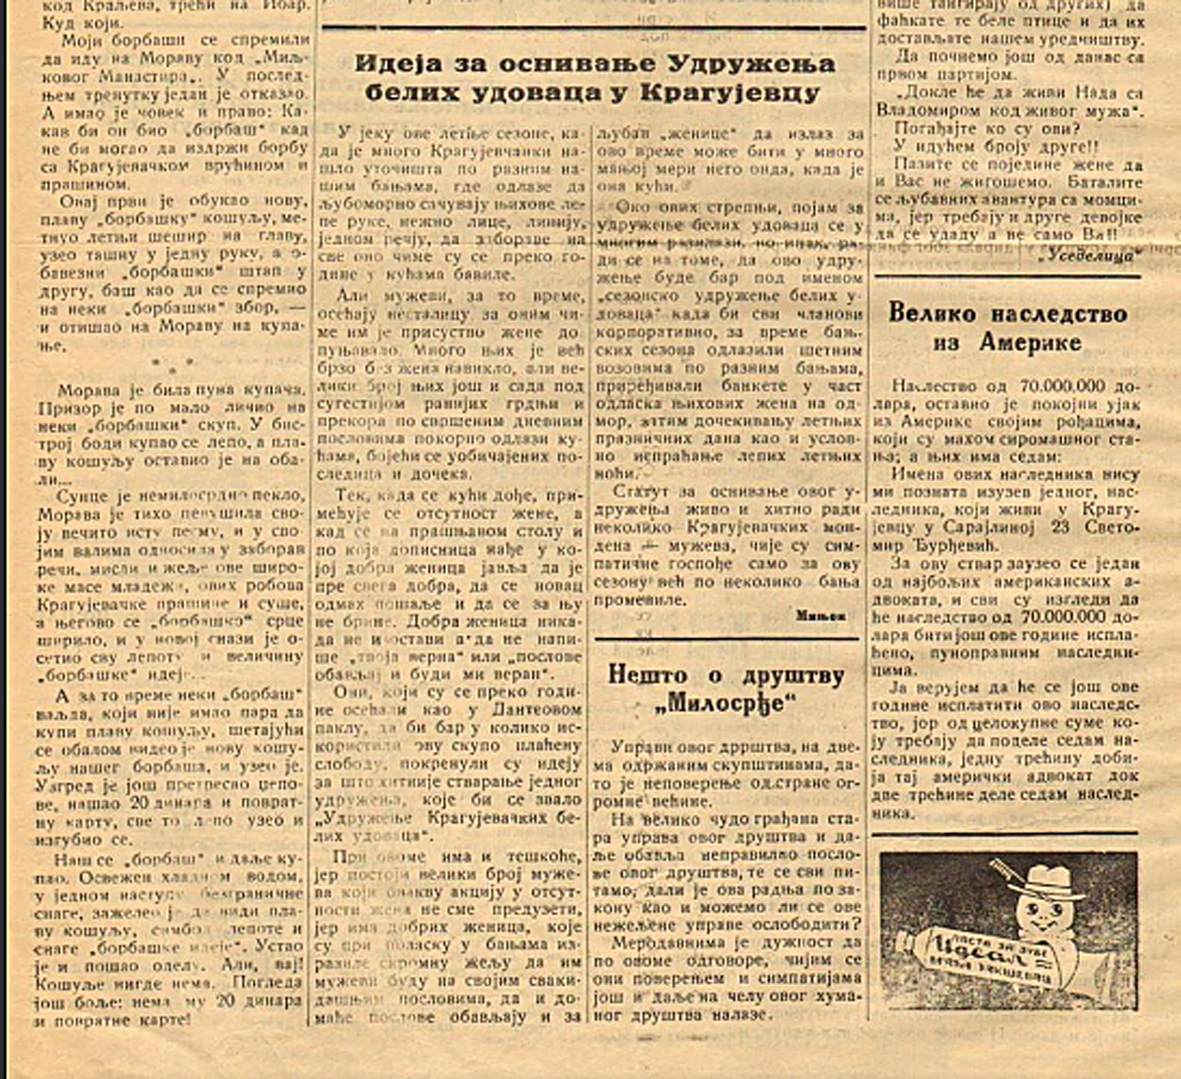 код Краљева, трећи на Ибар.
Куд који.
Моји борбаши се спремили
да иду на Мораву код „Миљ-
ковог Манастира„. У послед-
њем тренутку један је отказао.
А имао је човек и право: Ка-
кав би он био „борбаш“ кад
не би могао да издржи борбу
са Крагујевачком врућином и
прашином.
Овај први је обукао нову,
плаву „борбашку“ кошуљу, ме-
тнуо летњи шешир на главу,
узео ташну у једну руку, а о-
бавезни „борбашки“ штап у
другу, баш као да се спремио
на неки „борбашки“ збор, —
и отишао на Мораву на купа-
ње.
* * *
Морава је била пуна купача.
Призор је по мало личио на
неки „борбашки“ скуп. У бис-
трој води купао се лепо, а пла-
ву кошуљу оставио је на оба-
ли...
Сунце је немилосрдно пекло,
Морава је тихо певушила сво-
ју вечито исту песму, и у сво-
јим валима односила у заборав
речи, мисли и жеље ове широ-
ке масе младежи, ових робова
Крагујевачке прашине и суше,
а његово се „борбашко“ срце
ширило, и у новој снази је о-
сетио сву лепоту и величину
„борбашке“ идеје...
А за то време неки „борбаш“
ваљда, који није имао пара да
купи плаву кошуљу, шетајући
се обалом видео је нову кошу-
љу нашег борбаша, и узео је.
Узгред је још претресао џепо-
ве, нашао 20 динара и поврат-
ну карту, све то лепо узео и
изгубио се.
Наш се „борбаш“ и даље ку-
пао. Освежен хладном водом,
у једном наступу безграничне
снаге, зажелео је да види пла-
ву кошуљу, симбол лепоте и
снаге „борбашке идеје“. Устао
је и пошао оделу. Али, вај!
Кошуље нигде нема. Погледа
још боље: нема му 20 динара
и повратне карте!
Идеја за оснивање Удружења
белих удоваца у Крагујевцу
У јеку ове летње сезоне, ка-
да је много Крагујевчанки на-
шло уточишта по разним на-
шим бањама, где одлазе да
љубоморно сачувају њихове ле-
пе руке, нежно лице, линију,
једном речју, да заборазе на
све оно чиме су се преко го-
дине у кућама бавиле.
Али мужеви, за то време,
осећају несталицу за оним чи-
ме им је присуство жене до-
пуњавало. Много њих је већ
брзо без жена навикло, али ве-
лики број њих још и сада под
сугестијом ранијих грдњи и
прекора по свршеним дневним
пословима покорно одлази ку-
ћама, бојећи се уобичајених по-
следица и дочека.
Тек, када се кући дође, при-
мећује се отсутност жене, а
кад се на прашњавом столу и
по која дописница нађе у ко-
јој добра женица јавља да је
пре свега добра, да се новац
одмах пошаље и да се за њу
не брине. Добра женица ника-
да не изостави а да не напи-
ше „твоја верна“ или „послове
обављај и буди ми веран“.
Они, који су се преко годи-
не осећали као у Дантеовом
паклу, да би бар у колико ис-
користили ову скупо плаћену
слободу, покренули су идеју
за што хитније стварање једног
удружења, које би се звало
„Удружење Крагујевачких бе-
лих удоваца“.
При овоме има и тешкоће,
јер постоји велики број муже-
ва који овакву акцију у отсут-
ности жена не сме предузети,
јер има добрих женица, које
су при поласку у бањама из-
разиле скромну жељу да им
мужеви буду на својим сваки-
дашњим пословима, да и до-
маће послове обављају и за
љубав „женице“ да излаз за
ово време може бити у много
мањој мери него онда, када је
она кући.
Око ових стрепњи, појам за
удружење белих удоваца се у
многим разилази, но ипак, ра-
ди се на томе, да ово удру-
жење буде бар под именом
„сезонско удружење белих у-
доваца“ када би сви чланови
корпоративно, за време бањ-
ских сезона одлазили шетним
возовима по разним бањама,
приређивали банкете у част
одласка њихових жена на од-
мор, затим дочекивању летњих
празничних дана као и услов-
но испраћање лепих летњих
ноћи.
Статут за оснивање овог у-
дружења живо и хитно ради
неколико Крагујевачких мон-
дена — мужева, чије су сим-
патичне госпође само за ову
сезону већ по неколико бања
промениле.
Мињон
Нешто о друштву
„Милосрђе“
Управи овог дррштва, на две-
ма одржаним скупштинама, да-
то је неповерење од стране ог-
ромне већине.
На велико чудо грађана ста-
ра управа овог друштва и да-
ље обавља неправилно посло-
ве овог друштва, те се сви пи-
тамо, дали је ова радња по за-
кону као и можемо ли се ове
нежељене управе ослободити?
Меродавнима је дужност да
по овоме одговоре, чијим се
они поверењем и симпатијама
још и даље на челу овог хума-
ног друштва налазе.
више тангирају од других) да
фаћкате те беле птице и да их
достављате нашем уредништву.
Да почнемо још од данас са
првом партијом.
„Докле ће да живи Нада са
Владомиром код живог мужа“.
Погађајте ко су ови?
У идућем броју друге!!
Пазите се поједине жене да
и Вас не жигошемо. Баталите
се љубавних авантура са момци-
ма, јер требају и друге девојке
да се удаду а не само Ви!!
„Уседелица“
Велико наследство
из Америке
Наслество од 70.000.000 до-
лара, оставио је покојни ујак
из Америке својим рођацима,
који су махом сиромашног ста-
ња; а њих има седам:
Имена ових наследника нису
ми позната изузев једног, нас-
ледника, који живи у Крагу-
јевцу у Сарајлиној 23 Свето-
мир Ђурђевић.
За ову ствар заузео се један
од најбољих американских а-
двоката, и сви су изгледи да
ће наследство од 70.000.000 до-
лара бити још ове године испла-
ћено, пуноправним наследни-
цима.
Ја верујем да ће се још ове
године исплатити ово наследс-
тво, јор од целокупне суме ко-
ју требају да поделе седам на-
следника, једну трећину доби-
ја тај амерички адвокат док
две трећине деле седам наслед-
ника.
ПАСТА ЗА ЗУБЕ
Идеал